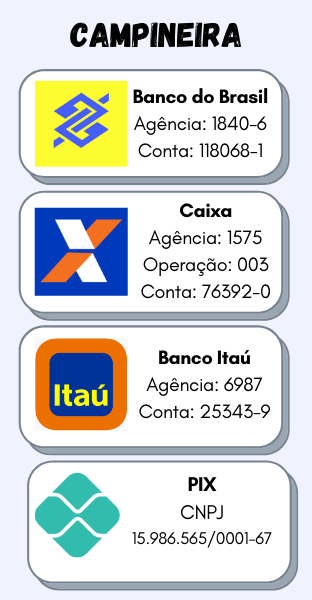 CAMPINEIRA
Banco do Brasil
Agência: 1840-6
Conta: 118068-1
Caixa
Agência: 1575
Operação: 003
Conta: 76392-0
Itaú
Banco Itaú
Agência: 6987
Conta: 25343-9
PIX
CNPJ
15.986.565/0001-67